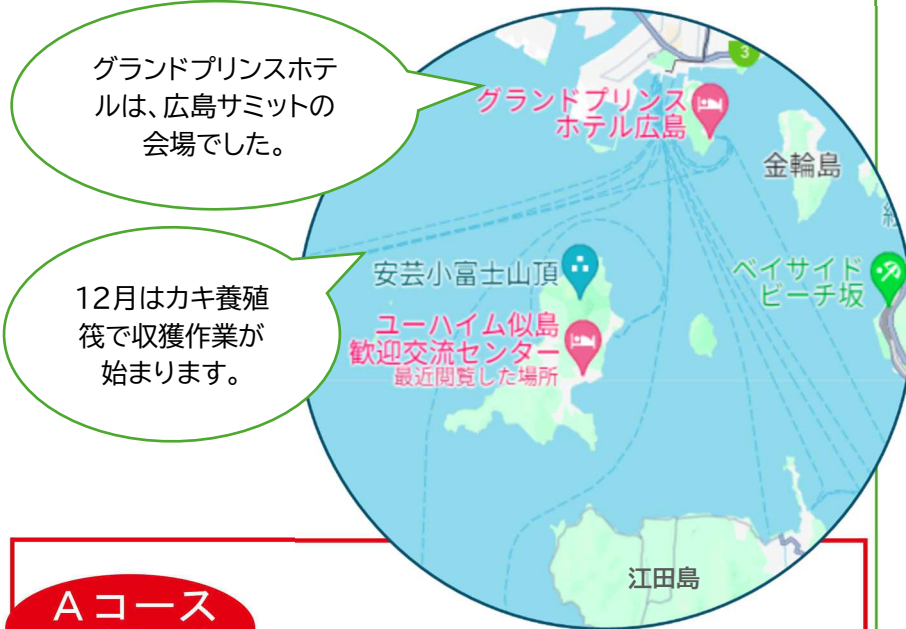 グランドプリンスホテ
ルは、広島サミットの
会場でした。
3
グランドプリンス
ホテル広島
金輪島
安芸小富士山頂
ベイサイド
ビーチ坂
12月はカキ養殖
筏で収獲作業が
始まります。
ユーハイム似島
歓迎交流センター
最近閲覧した場所
江田島
Aコース